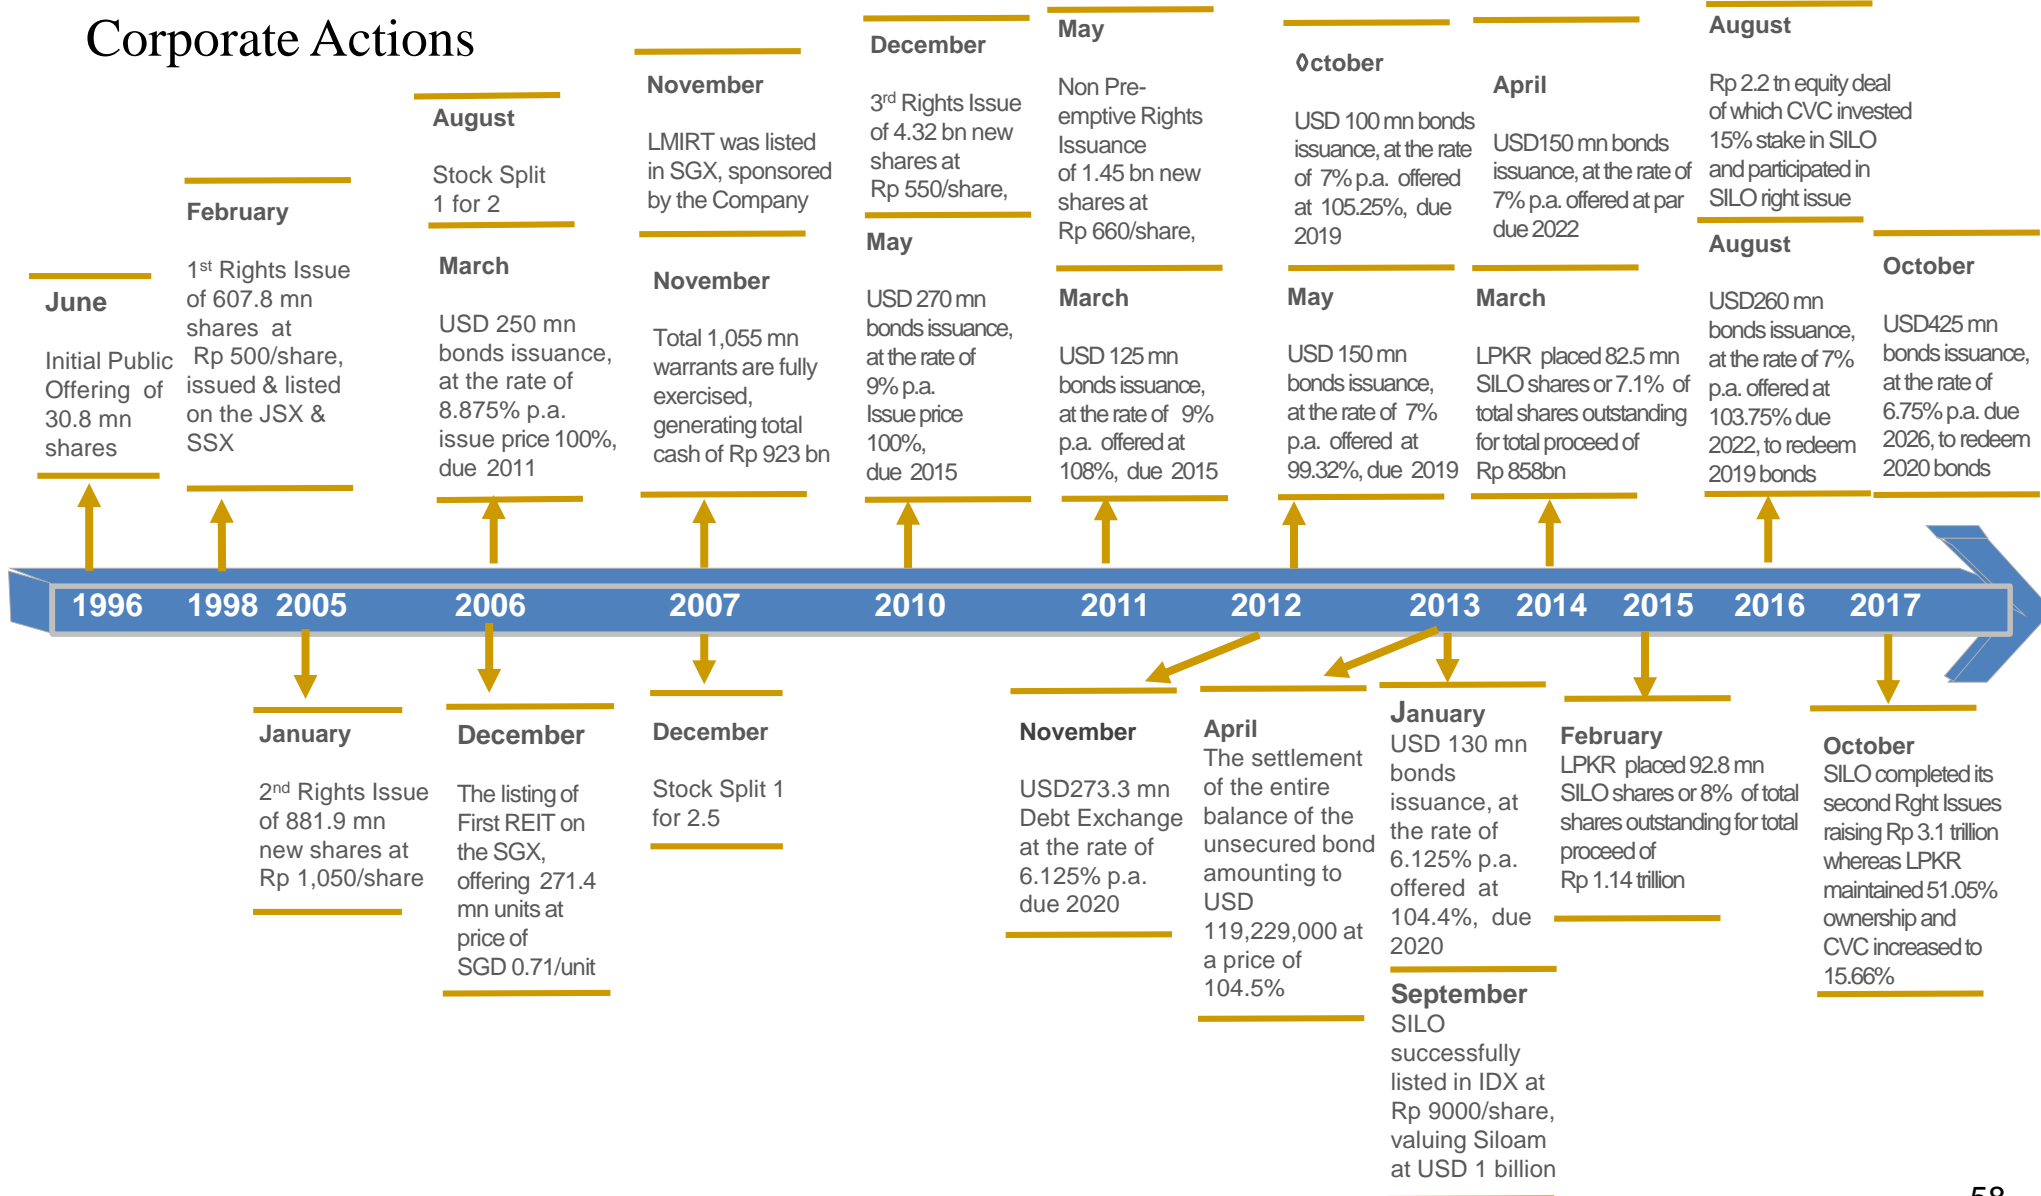 Corporate Actions
June
Initial Public
Offering of
30.8 mn
shares
February
1st Rights Issue
of 607.8 mn
shares at
Rp 500/share,
issued & listed
on the JSX &
SSX
August
Stock Split
1 for 2
March
USD 250 mn
bonds issuance,
at the rate of
8.875% p.a.
issue price 100%,
due 2011
November
LMIRT was listed
in SGX, sponsored
by the Company
November
Total 1,055 mn
warrants are fully
exercised,
generating total
cash of Rp 923 bn
December
3rd Rights Issue
of 4.32 bn new
shares at
Rp 550/share,
May
USD 270 mn
bonds issuance,
at the rate of
9% p.a.
Issue price
100%,
due 2015
May
Non Pre-
emptive Rights
Issuance
of 1.45 bn new
shares at
Rp 660/share,
March
USD 125 mn
bonds issuance,
at the rate of 9%
p.a. offered at
108%, due 2015
October
USD 100 mn bonds
issuance, at the rate
of 7% p.a. offered
at 105.25%, due
2019
May
USD 150 mn
bonds issuance,
at the rate of 7%
p.a. offered at
99.32%, due 2019
April
USD150 mn bonds
issuance, at the rate of
7% p.a. offered at par
due 2022
March
LPKR placed 82.5 mn
SILO shares or 7.1% of
total shares outstanding
for total proceed of
Rp 858bn
August
Rp 2.2 tn equity deal
of which CVC invested
15% stake in SILO
and participated in
SILO right issue
August
USD260 mn
bonds issuance,
at the rate of 7%
p.a. offered at
103.75% due
2022, to redeem
2019 bonds
October
USD425 mn
bonds issuance,
at the rate of
6.75% p.a. due
2026, to redeem
2020 bonds
1996 1998 2005 2006 2007 2010 2011 2012 2013 2014 2015 2016 2017
January
2nd Rights Issue
of 881.9 mn
new shares at
Rp 1,050/share
December
The listing of
First REIT on
the SGX,
offering 271.4
mn units at
price of
SGD 0.71/unit
December
Stock Split 1
for 2.5
November
USD273.3 mn
Debt Exchange
at the rate of
6.125% p.a.
due 2020
April
The settlement
of the entire
balance of the
unsecured bond
amounting to
USD
119,229,000 at
a price of
104.5%
January
USD 130 mn
bonds
issuance, at
the rate of
6.125% p.a.
offered at
104.4%, due
2020
September
SILO
successfully
listed in IDX at
Rp 9000/share,
valuing Siloam
at USD 1 billion
February
LPKR placed 92.8 mn
SILO shares or 8% of total
shares outstanding for total
proceed of
Rp 1.14 trillion
October
SILO completed its
second Rght Issues
raising Rp 3.1 trillion
whereas LPKR
maintained 51.05%
ownership and
CVC increased to
15.66%
58